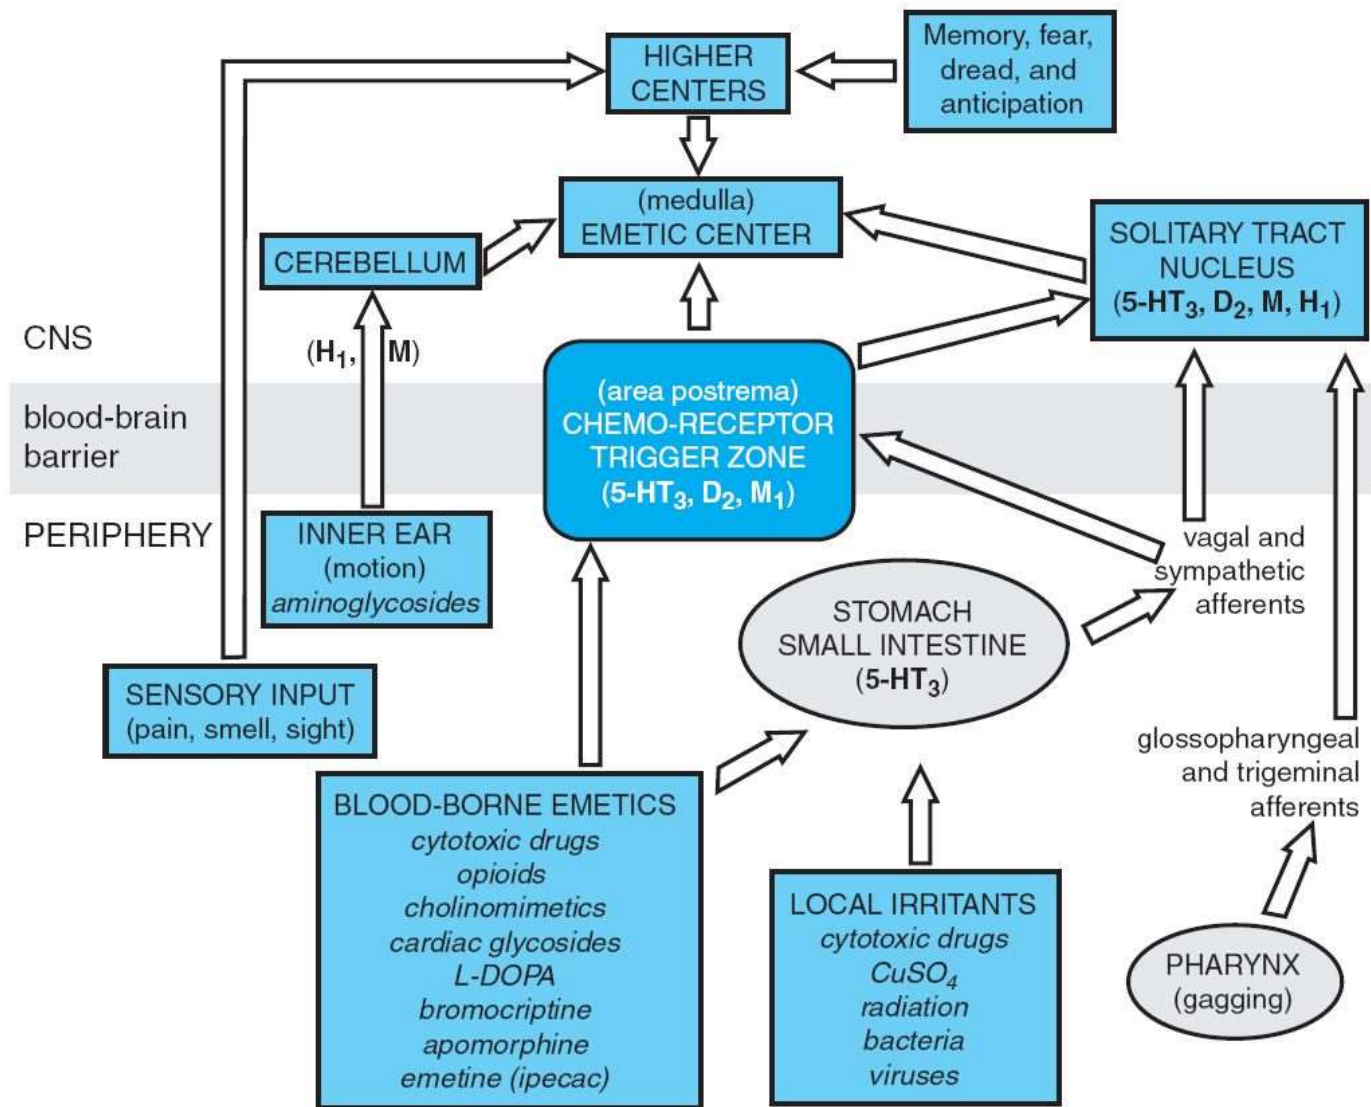 HIGHER
CENTERS
Memory, fear,
dread, and
anticipation
(medulla)
EMETIC CENTER
CEREBELLUM
SOLITARY TRACT
NUCLEUS
(5-HT₃, D₂, M, H₁)
CNS
(H₁, M)
blood-brain
barrier
(area postrema)
CHEMO-RECEPTOR
TRIGGER ZONE
(5-HT₃, D₂, M₁)
PERIPHERY
INNER EAR
(motion)
aminoglycosides
vagal and
sympathetic
afferents
STOMACH
SMALL INTESTINE
(5-HT₃)
SENSORY INPUT
(pain, smell, sight)
glossopharyngeal
and trigeminal
afferents
BLOOD-BORNE EMETICS
cytotoxic drugs
opioids
cholinomimetics
cardiac glycosides
L-DOPA
bromocriptine
apomorphine
emetine (ipecac)
LOCAL IRRITANTS
cytotoxic drugs
CuSO₄
radiation
bacteria
viruses
PHARYNX
(gagging)